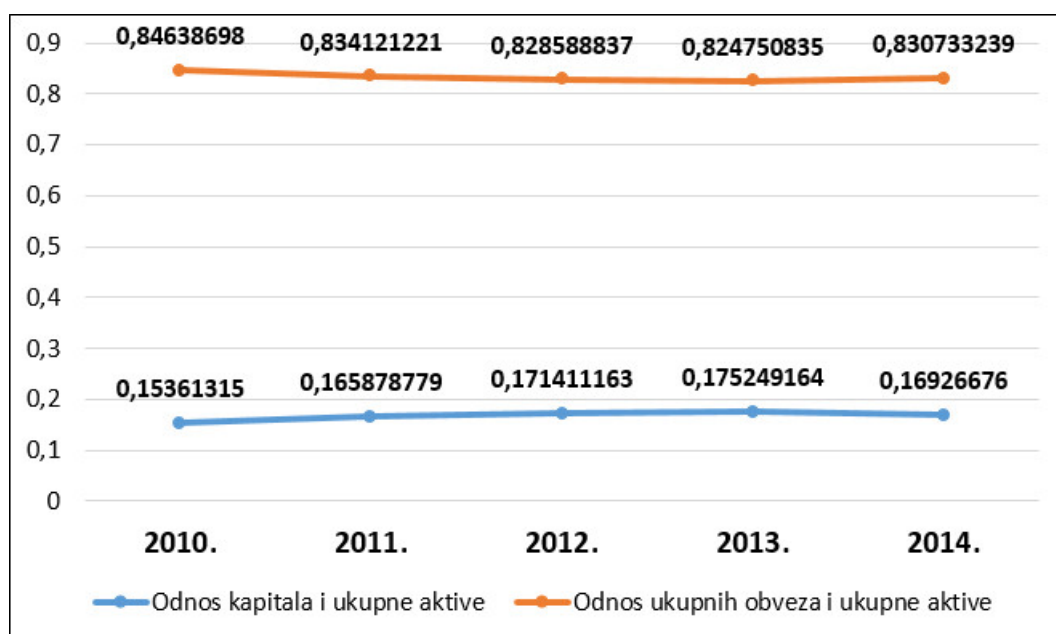 0,9
0,84638698 0,834121221 0,828588837 0,824750835 0,830733239
0,8
0,7
0,6
0,5
0,4
0,3
0,15361315 0,165878779 0,171411163 0,175249164 0,16926676
0,2
0,1
0
2010. 2011. 2012. 2013. 2014.
Odnos kapitala i ukupne aktive Odnos ukupnih obveza i ukupne aktive